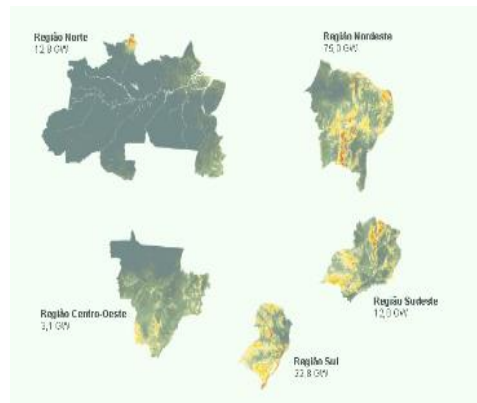 Região Norte
12,8 GW
Região Nordeste
75,0 GW
Região Centro-Oeste
3,1 GW
Região Sudeste
12,0 GW
Região Sul
22,8 GW